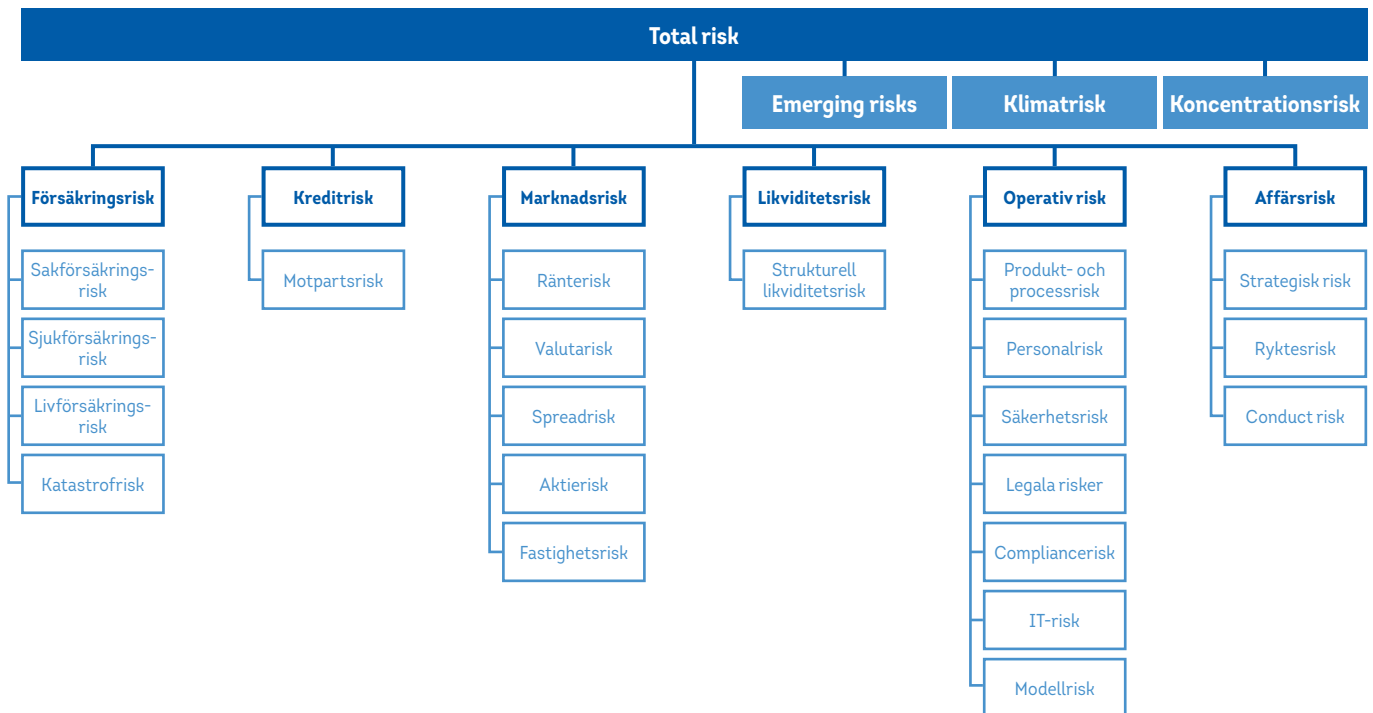 Total risk
Emerging risks
Klimatrisk
Koncentrationsrisk
Försäkringsrisk
Sakförsäkrings-
risk
Sjukförsäkrings-
risk
Livförsäkrings-
risk
Katastrofrisk
Kreditrisk
Motpartsrisk
Marknadsrisk
Ränterisk
Valutarisk
Spreadrisk
Aktierisk
Fastighetsrisk
Likviditetsrisk
Strukturell
likviditetsrisk
Operativ risk
Produkt- och
processrisk
Personalrisk
Säkerhetsrisk
Legala risker
Compliancerisk
IT-risk
Modellrisk
Affärsrisk
Strategisk risk
Ryktesrisk
Conduct risk